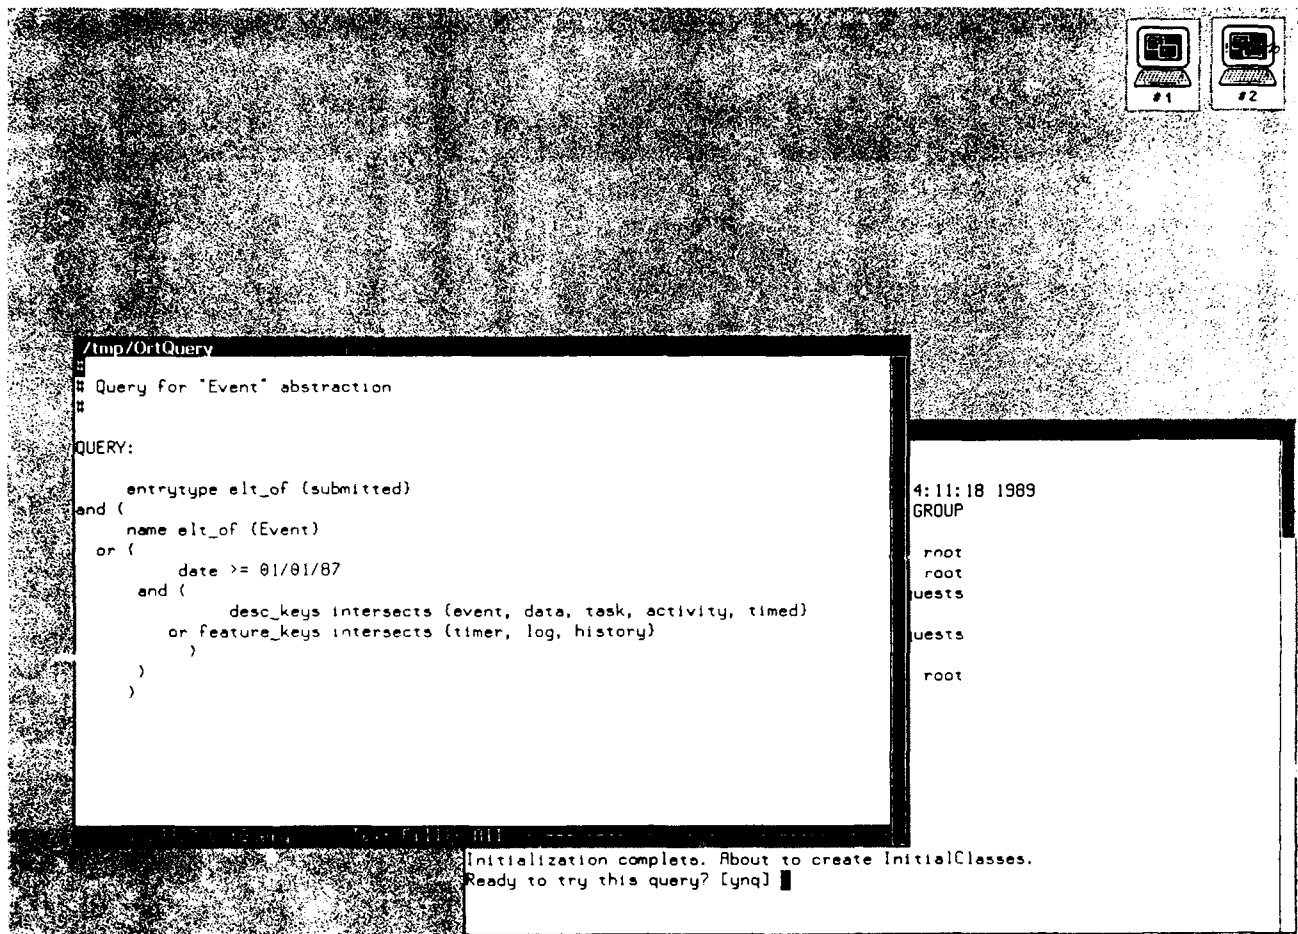 #1
#2
/tmp/OrtQuery
#
# Query for "Event" abstraction
#
QUERY:
entrytype elt_of {submitted}
and (
name elt_of {Event}
or (
date >= 01/01/87
and (
desc_keys intersects {event, data, task, activity, timed}
or feature_keys intersects {timer, log, history}
)
)
)
4:11:18 1989
GROUP
root
root
uests
uests
root
Initialization complete. About to create InitialClasses.
Ready to try this query? [ynq]